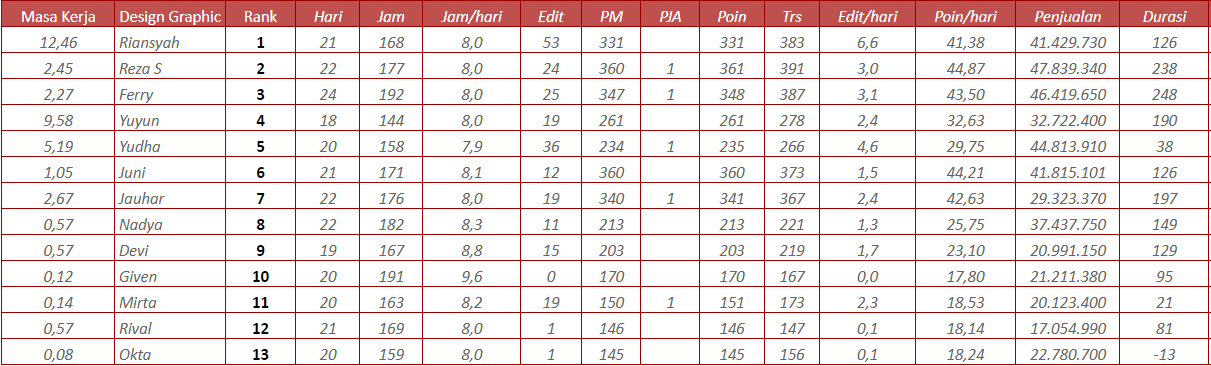 Masa Kerja Design Graphic Rank Hari Jam Jam/hari Edit PM PJA Poin Trs Edit/hari Poin/hari Penjualan Durasi
12,46 Riansyah 1 21 168 8,0 53 331 331 383 6,6 41,38 41.429.730 126
2,45 Reza S 2 22 177 8,0 24 360 1 361 391 3,0 44,87 47.839.340 238
2,27 Ferry 3 24 192 8,0 25 347 1 348 387 3,1 43,50 46.419.650 248
9,58 Yuyun 4 18 144 8,0 19 261 261 278 2,4 32,63 32.722.400 190
5,19 Yudha 5 20 158 7,9 36 234 1 235 266 4,6 29,75 44.813.910 38
1,05 Juni 6 21 171 8,1 12 360 360 373 1,5 44,21 41.815.101 126
2,67 Jauhar 7 22 176 8,0 19 340 1 341 367 2,4 42,63 29.323.370 197
0,57 Nadya 8 22 182 8,3 11 213 213 221 1,3 25,75 37.437.750 149
0,57 Devi 9 19 167 8,8 15 203 203 219 1,7 23,10 20.991.150 129
0,12 Given 10 20 191 9,6 0 170 170 167 0,0 17,80 21.211.380 95
0,14 Mirta 11 20 163 8,2 19 150 1 151 173 2,3 18,53 20.123.400 21
0,57 Rival 12 21 169 8,0 1 146 146 147 0,1 18,14 17.054.990 81
0,08 Okta 13 20 159 8,0 1 145 145 156 0,1 18,24 22.780.700 -13